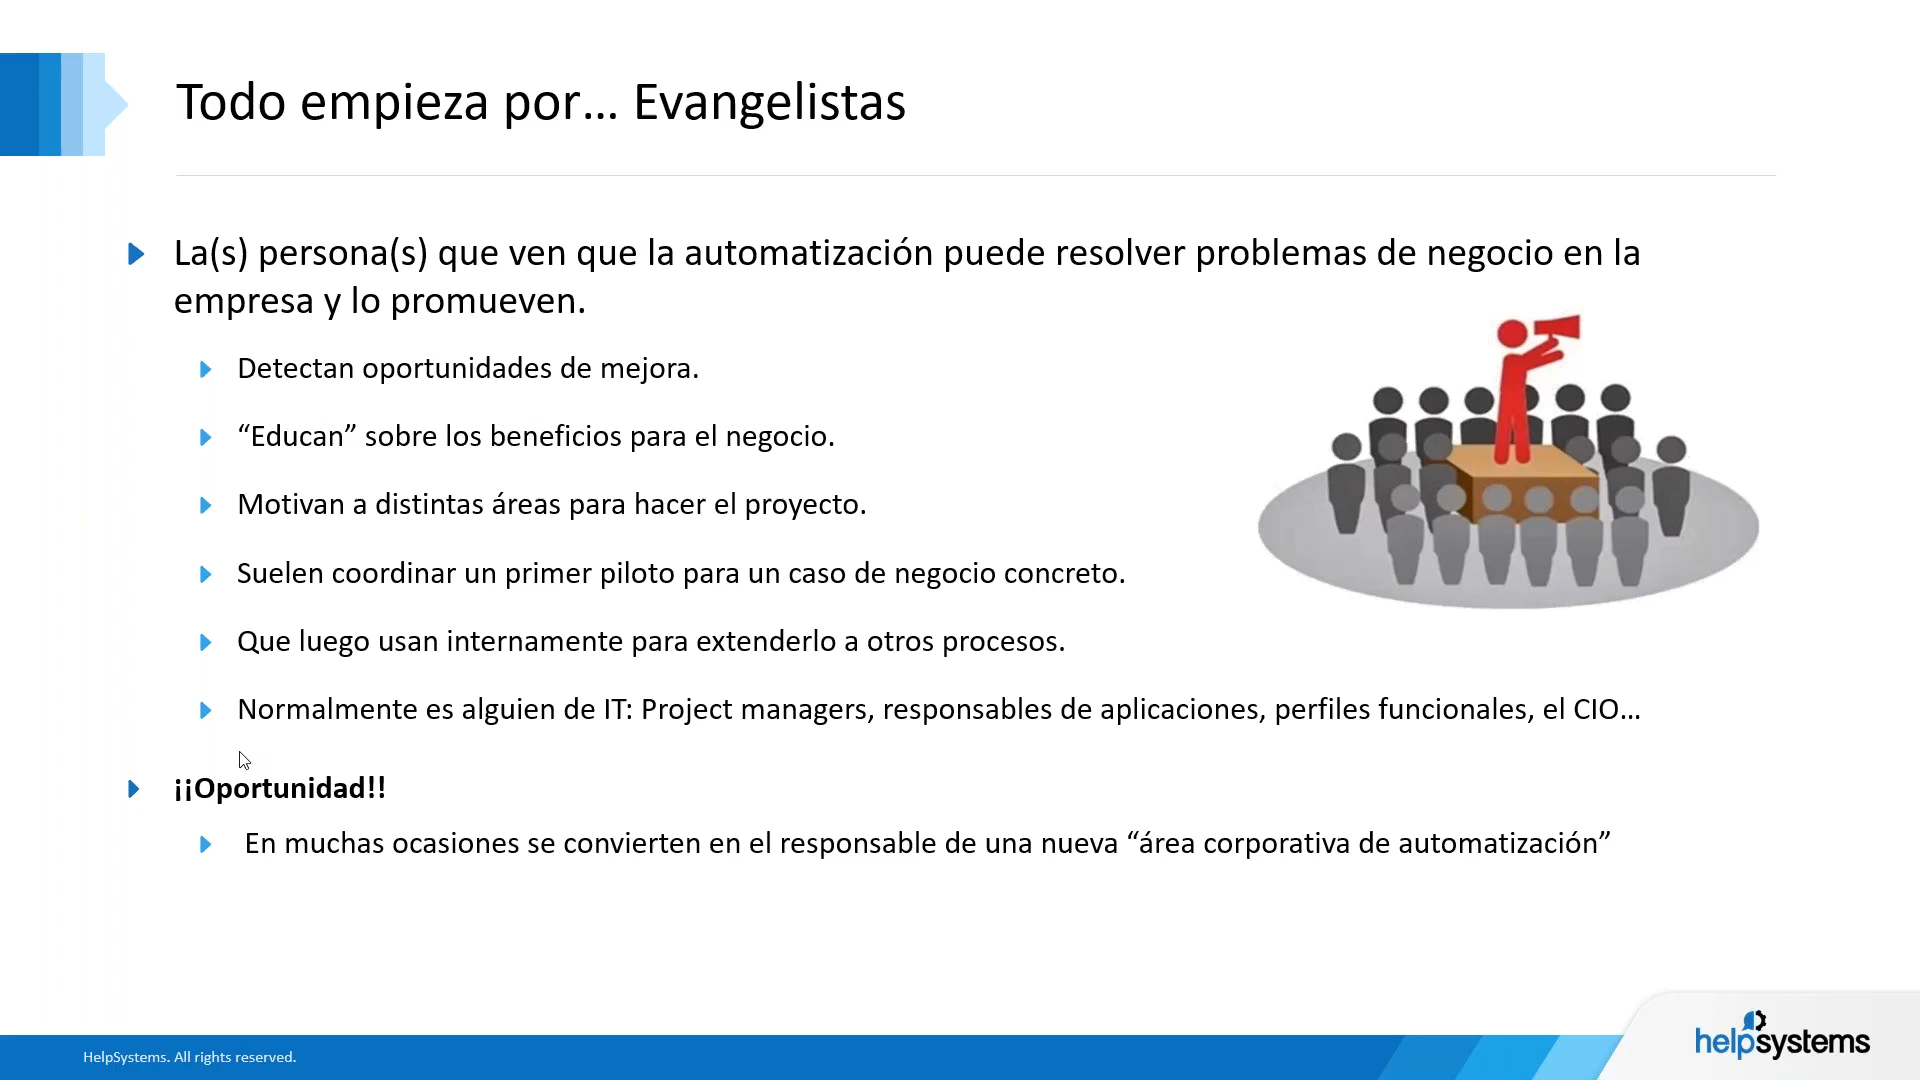 Todo empieza por… Evangelistas
La(s) persona(s) que ven que la automatización puede resolver problemas de negocio en la
empresa y lo promueven.
Detectan oportunidades de mejora.
“Educan” sobre los beneficios para el negocio.
Motivan a distintas áreas para hacer el proyecto.
Suelen coordinar un primer piloto para un caso de negocio concreto.
Que luego usan internamente para extenderlo a otros procesos.
Normalmente es alguien de IT: Project managers, responsables de aplicaciones, perfiles funcionales, el CIO…
¡¡Oportunidad!!
En muchas ocasiones se convierten en el responsable de una nueva “área corporativa de automatización”
HelpSystems. All rights reserved.
helpsystems